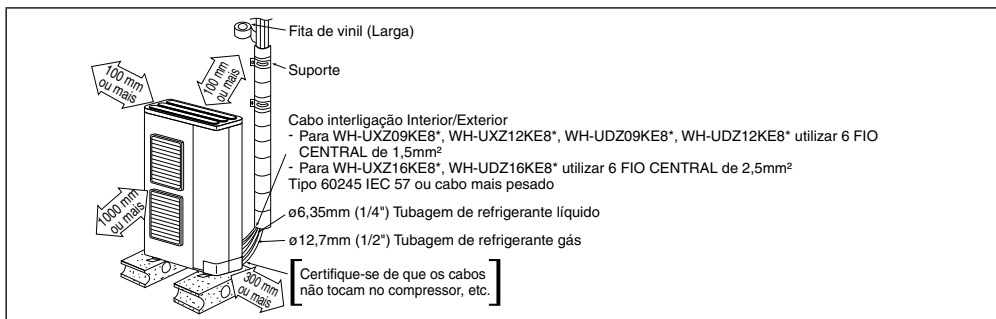 Fita de vinil (Larga)
100 mm
ou mais
100 mm
ou mais
Suporte
Cabo interligação Interior/Exterior
- Para WH-UXZ09KE8*, WH-UXZ12KE8*, WH-UDZ09KE8*, WH-UDZ12KE8* utilizar 6 FIO
CENTRAL de 1,5mm²
- Para WH-UXZ16KE8*, WH-UDZ16KE8* utilizar 6 FIO CENTRAL de 2,5mm²
Tipo 60245 IEC 57 ou cabo mais pesado
1000 mm
ou mais
ø6,35mm (1/4") Tubagem de refrigerante líquido
ø12,7mm (1/2") Tubagem de refrigerante gás
300 mm
ou mais
Certifique-se de que os cabos
não tocam no compressor, etc.